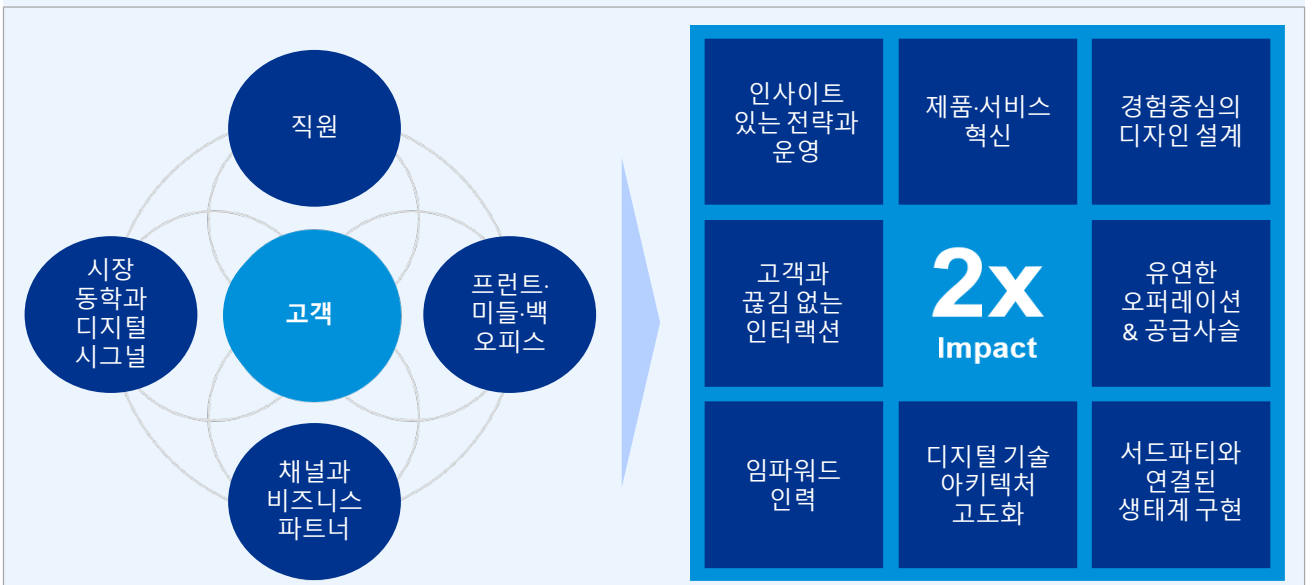 직원
시장
동학과
디지털
시그널
고객
프런트·
미들·백
오피스
채널과
비즈니스
파트너
인사이트
있는 전략과
운영
제품·서비스
혁신
경험중심의
디자인 설계
고객과
끊김 없는
인터랙션
2x
Impact
유연한
오퍼레이션
& 공급사슬
임파워드
인력
디지털 기술
아키텍처
고도화
서드파티와
연결된
생태계 구현